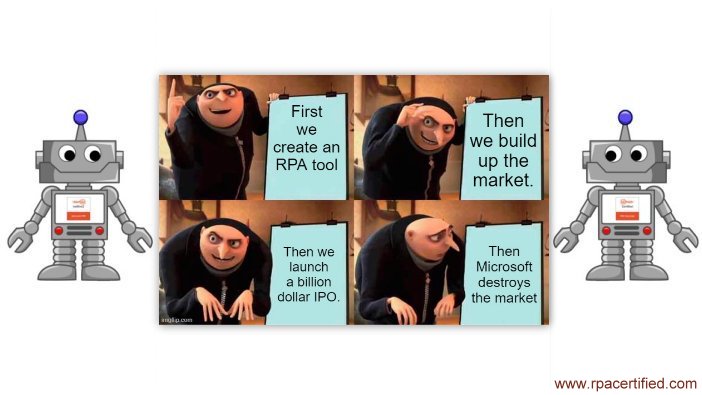 First
we
create an
RPA tool
Then
we build
up the
market.
Then we
launch
a billion
dollar IPO.
Then
Microsoft
destroys
the market
imgflip.com
www.rpacertified.com